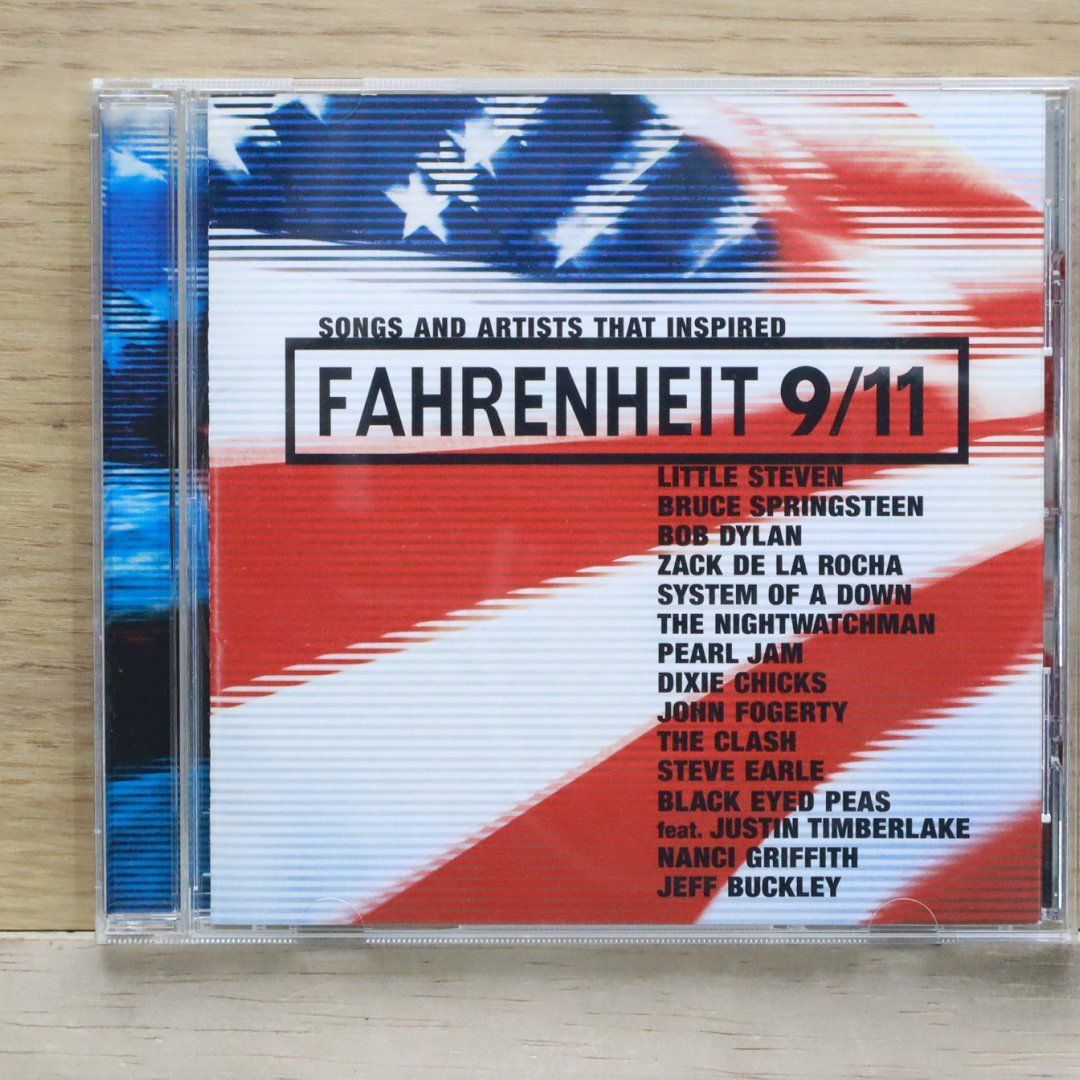 SONGS AND ARTISTS THAT INSPIRED
FAHRENHEIT 9/11
LITTLE STEVEN
BRUCE SPRINGSTEEN
BOB DYLAN
ZACK DE LA ROCHA
SYSTEM OF A DOWN
THE NIGHTWATCHMAN
PEARL JAM
DIXIE CHICKS
JOHN FOGERTY
THE CLASH
STEVE EARLE
BLACK EYED PEAS
feat. JUSTIN TIMBERLAKE
NANCI GRIFFITH
JEFF BUCKLEY